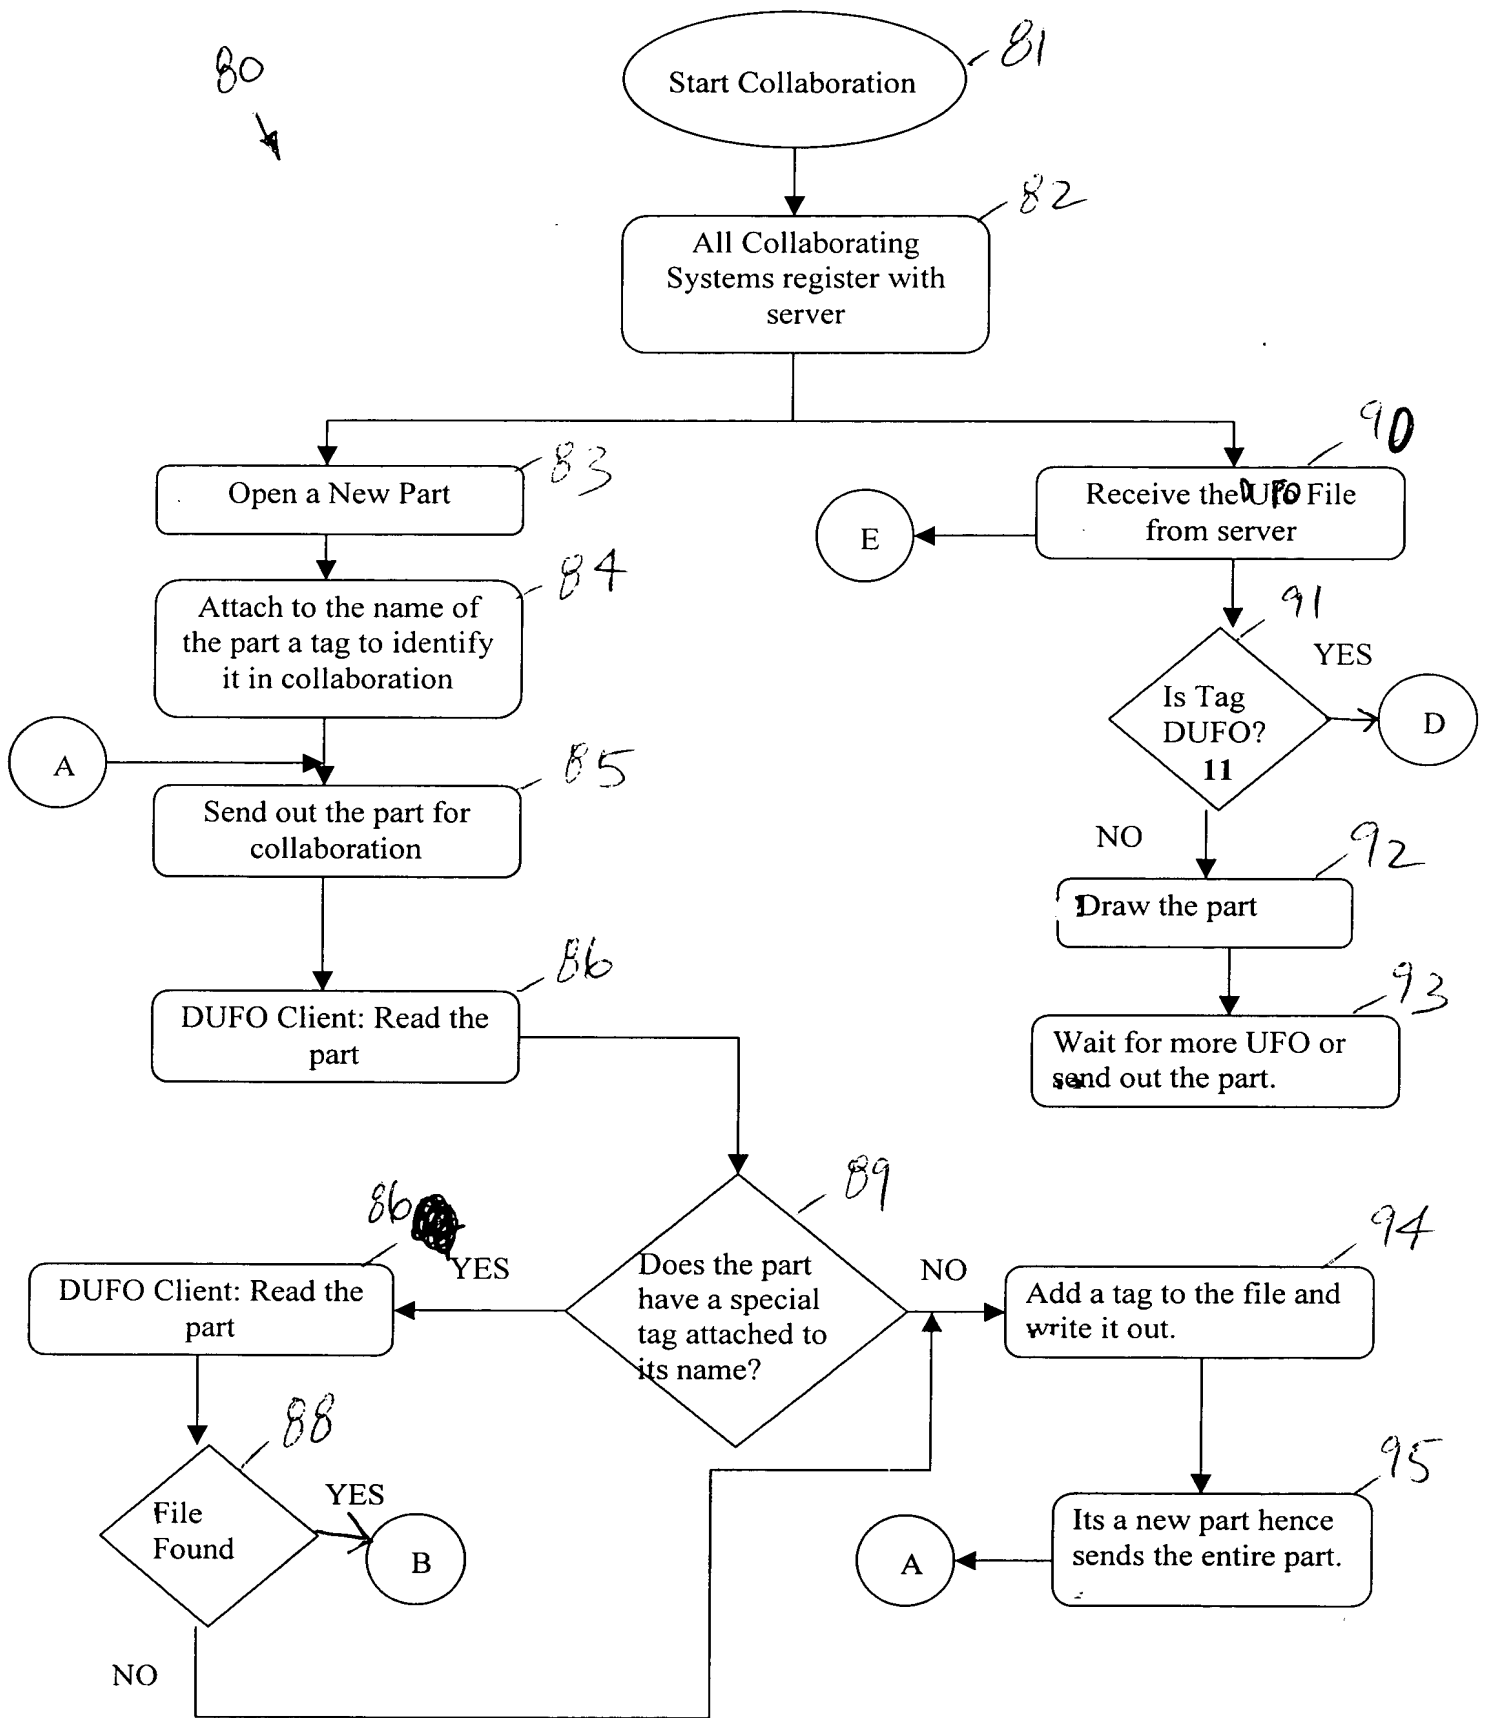 80
81
Start Collaboration
82
All Collaborating
Systems register with
server
83
Open a New Part
90
Receive the DUFO File
from server
E
84
Attach to the name of
the part a tag to identify
it in collaboration
91
YES
Is Tag
DUFO?
11
D
A
85
Send out the part for
collaboration
NO
92
Draw the part
86
DUFO Client: Read the
part
93
Wait for more UFO or
send out the part.
89
Does the part
have a special
tag attached to
its name?
86
YES
DUFO Client: Read the
part
NO
94
Add a tag to the file and
write it out.
88
File
Found
YES
B
NO
95
Its a new part hence
sends the entire part.
A